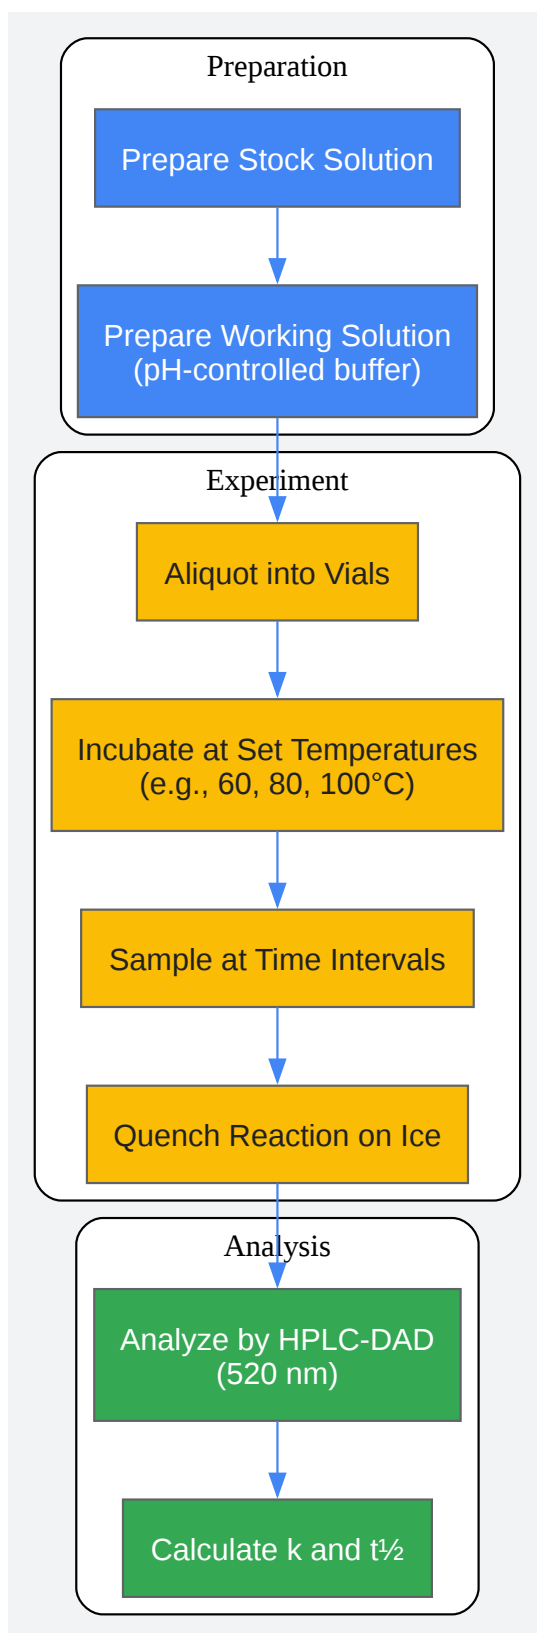 Preparation
Prepare Stock Solution
Prepare Working Solution
(pH-controlled buffer)
Experiment
Aliquot into Vials
Incubate at Set Temperatures
(e.g., 60, 80, 100°C)
Sample at Time Intervals
Quench Reaction on Ice
Analysis
Analyze by HPLC-DAD
(520 nm)
Calculate k and t½